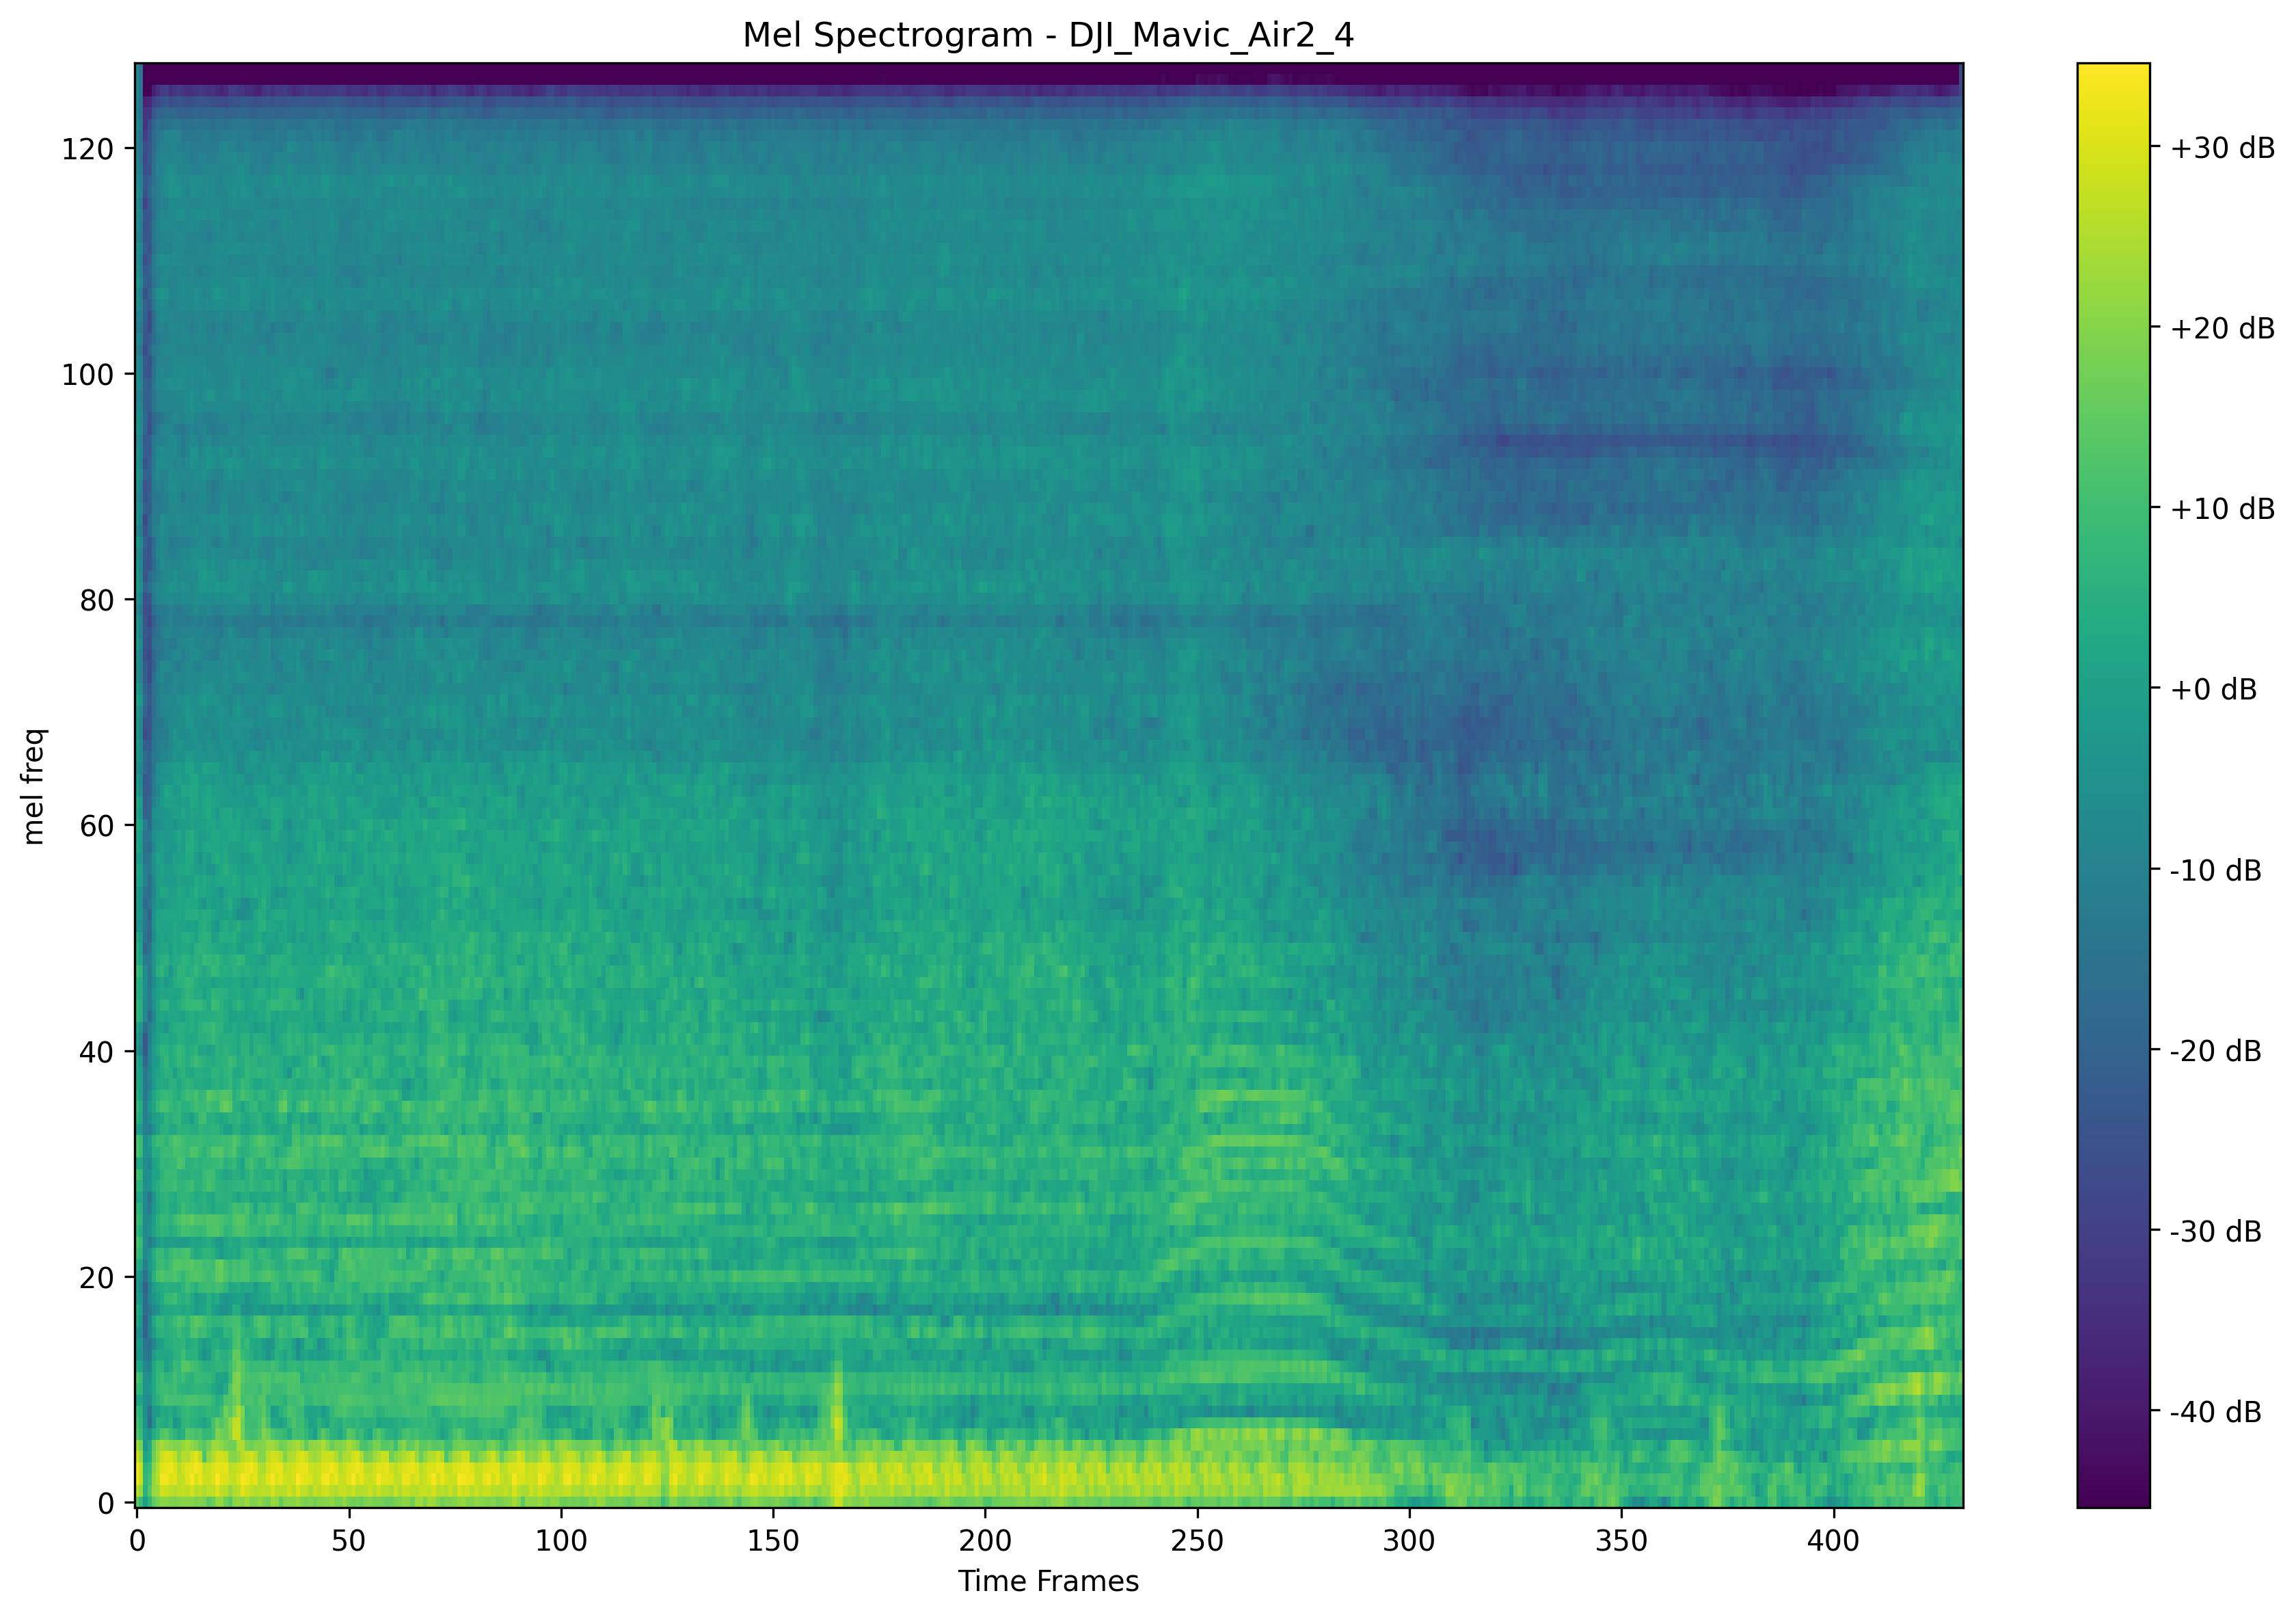 Mel Spectrogram - DJI_Mavic_Air2_4
120
100
80
60
40
20
0
mel freq
0 50 100 150 200 250 300 350 400
Time Frames
+30 dB
+20 dB
+10 dB
+0 dB
-10 dB
-20 dB
-30 dB
-40 dB